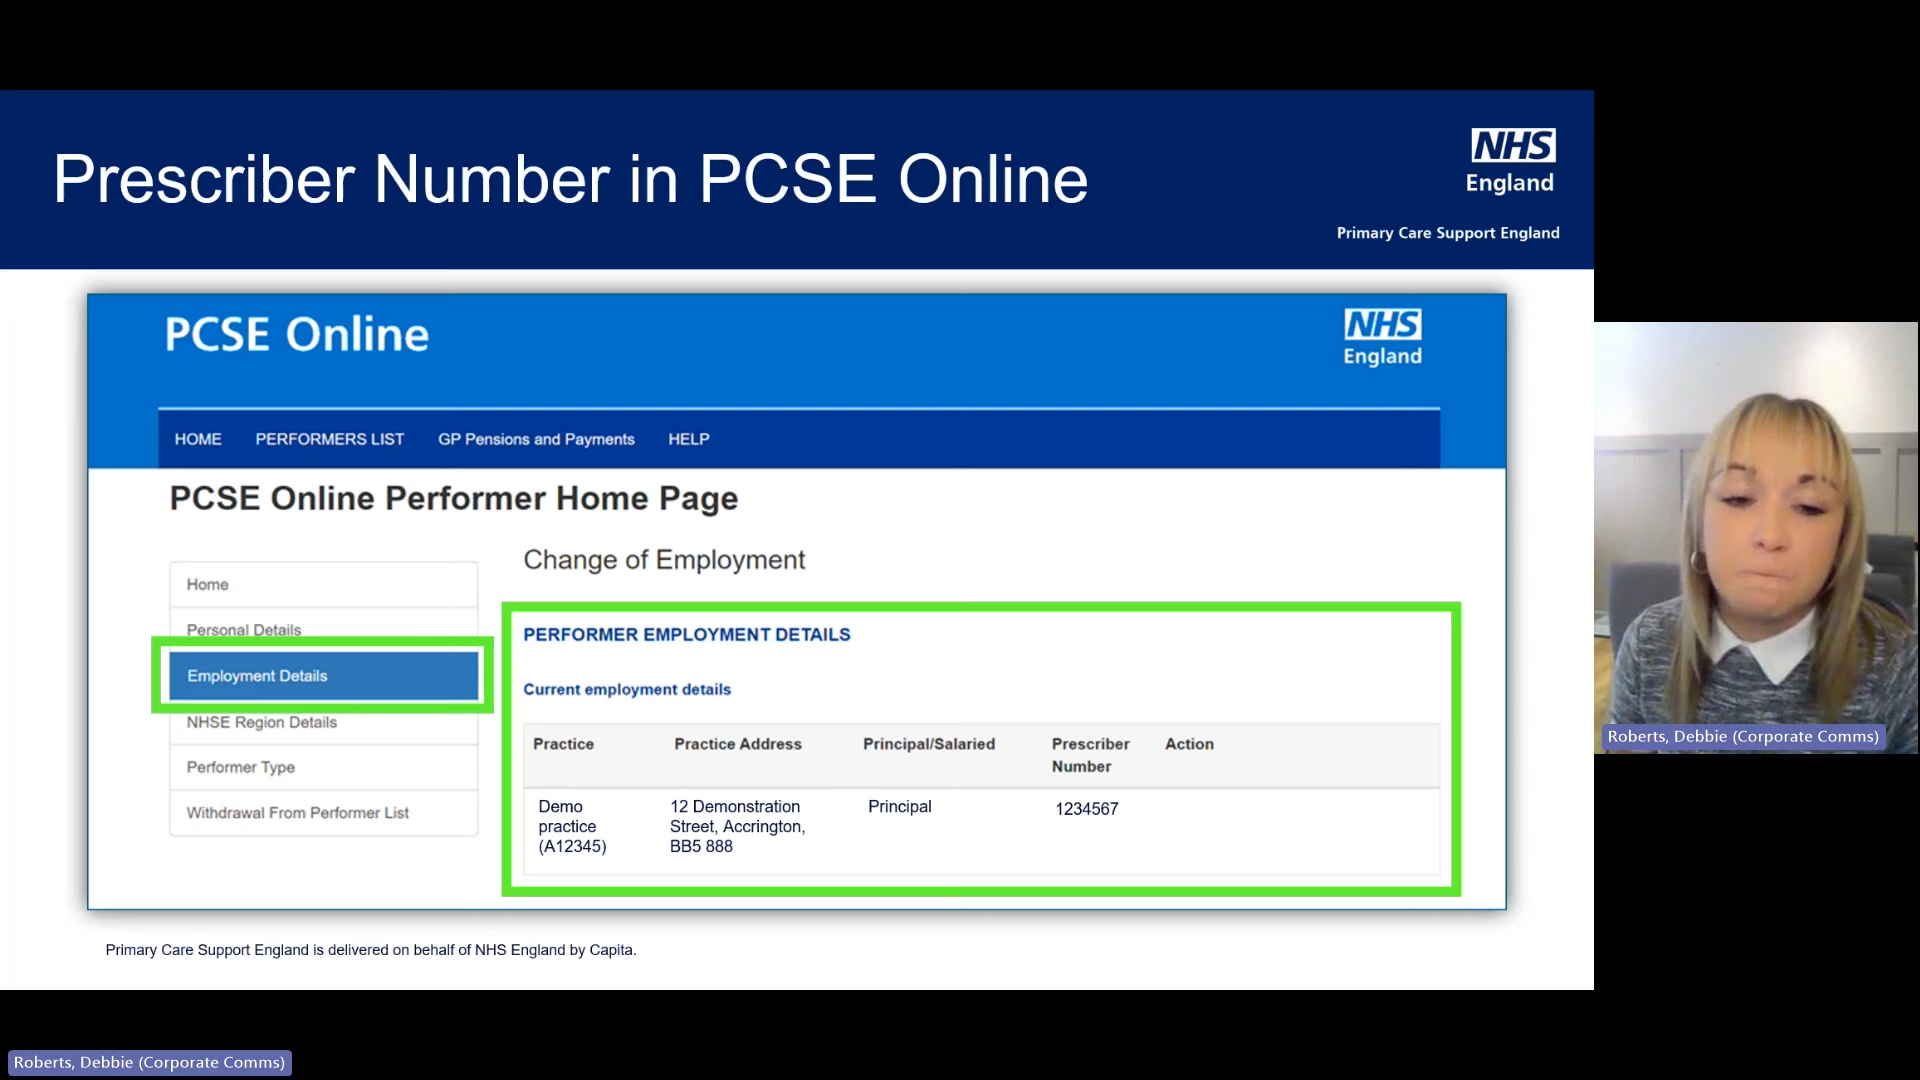 Prescriber Number in PCSE Online
NHS
England
Primary Care Support England
PCSE Online
NHS
England
HOME PERFORMERS LIST GP Pensions and Payments HELP
PCSE Online Performer Home Page
Home
Personal Details
Employment Details
NHSE Region Details
Performer Type
Withdrawal From Performer List
Change of Employment
PERFORMER EMPLOYMENT DETAILS
Current employment details
Practice Practice Address Principal/Salaried Prescriber Action
Number
Demo 12 Demonstration Principal 1234567
practice Street, Accrington,
(A12345) BB5 888
Primary Care Support England is delivered on behalf of NHS England by Capita.
Roberts, Debbie (Corporate Comms)
Roberts, Debbie (Corporate Comms)